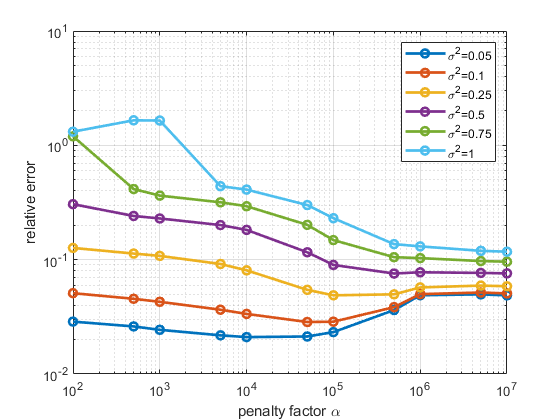 10¹
10⁰
10⁻¹
10⁻²
relative error
σ²=0.05
σ²=0.1
σ²=0.25
σ²=0.5
σ²=0.75
σ²=1
10² 10³ 10⁴ 10⁵ 10⁶ 10⁷
penalty factor α